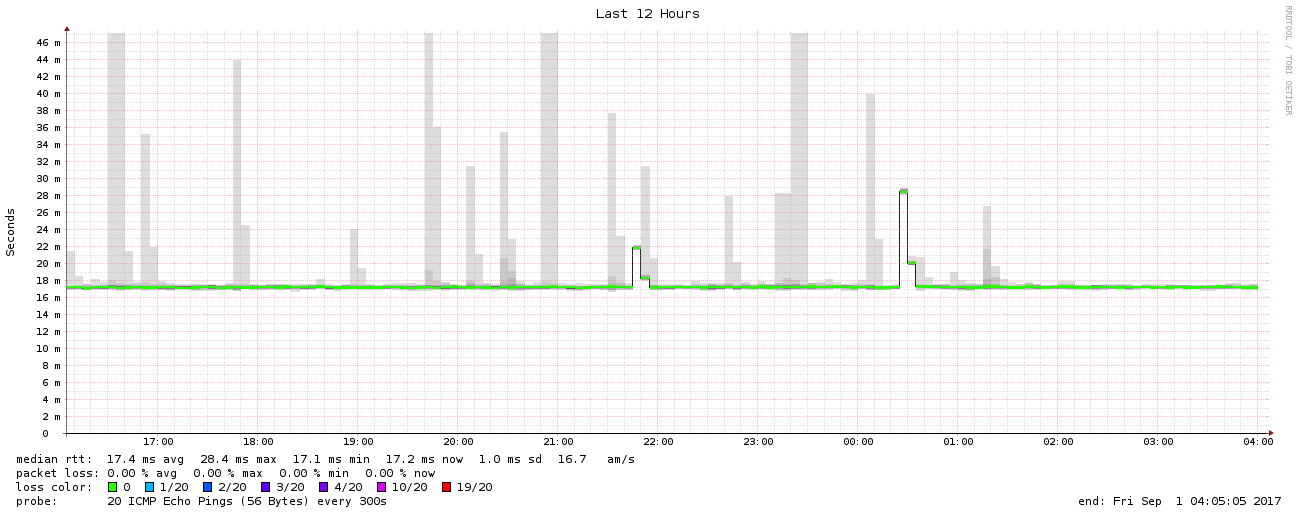 Last 12 Hours
RRDTOOL / TOBI OETIKER
Seconds
46 m
44 m
42 m
40 m
38 m
36 m
34 m
32 m
30 m
28 m
26 m
24 m
22 m
20 m
18 m
16 m
14 m
12 m
10 m
8 m
6 m
4 m
2 m
0
17:00 18:00 19:00 20:00 21:00 22:00 23:00 00:00 01:00 02:00 03:00 04:00
median rtt: 17.4 ms avg 28.4 ms max 17.1 ms min 17.2 ms now 1.0 ms sd 16.7 am/s
packet loss: 0.00 % avg 0.00 % max 0.00 % min 0.00 % now
loss color: 0 1/20 2/20 3/20 4/20 10/20 19/20
probe: 20 ICMP Echo Pings (56 Bytes) every 300s
end: Fri Sep 1 04:05:05 2017